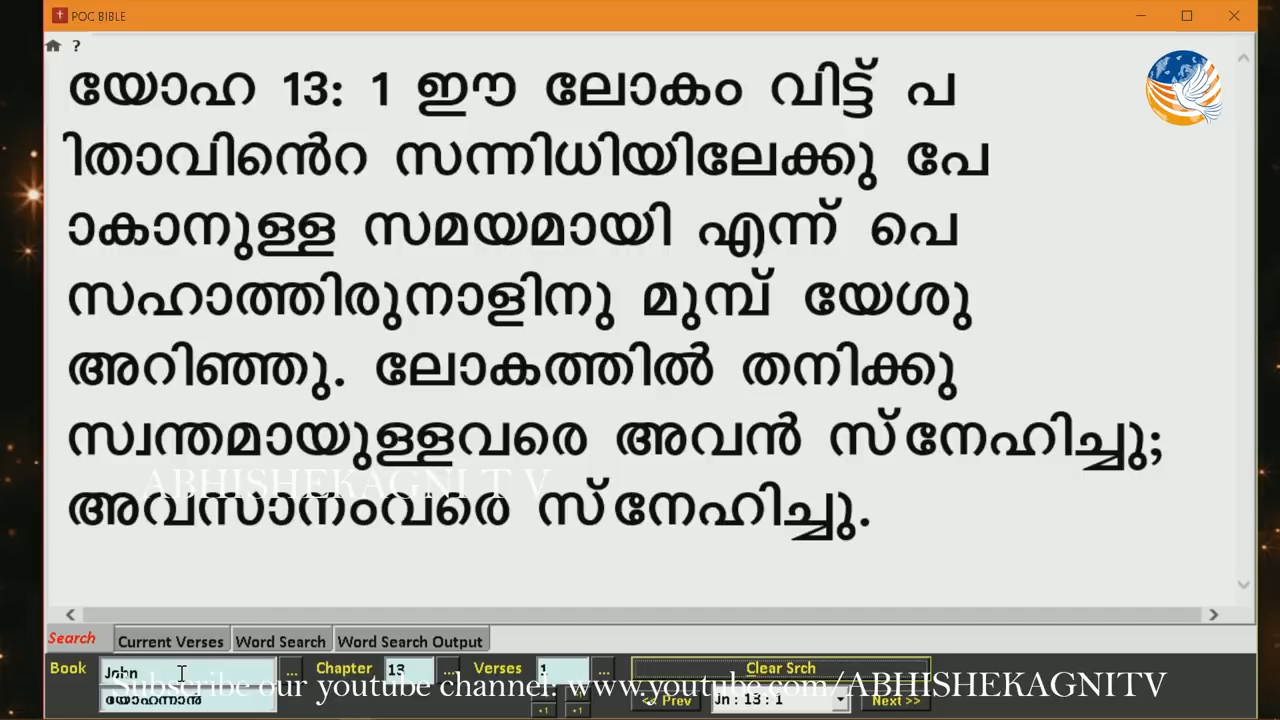 POC BIBLE
?
യോഹ 13: 1 ഈ ലോകം വിട്ട് പ
ിതാവിൻെറ സന്നിധിയിലേക്കു പേ
ാകാനുള്ള സമയമായി എന്ന് പെ
സഹാത്തിരുനാളിനു മുമ്പ് യേശു
അറിഞ്ഞു. ലോകത്തിൽ തനിക്കു
സ്വന്തമായുള്ളവരെ അവൻ സ്നേഹിച്ചു;
ABHISHEKAGNI T V
അവസാനംവരെ സ്നേഹിച്ചു.
Search Current Verses Word Search Word Search Output
Book John ... Chapter 13 ... Verses 1 ... Clear Srch
Subscribe our youtube channel: www.youtube.com/ABHISHEKAGNITV
യോഹന്നാൻ +1 +1 << Prev Jn : 13 : 1 Next >>